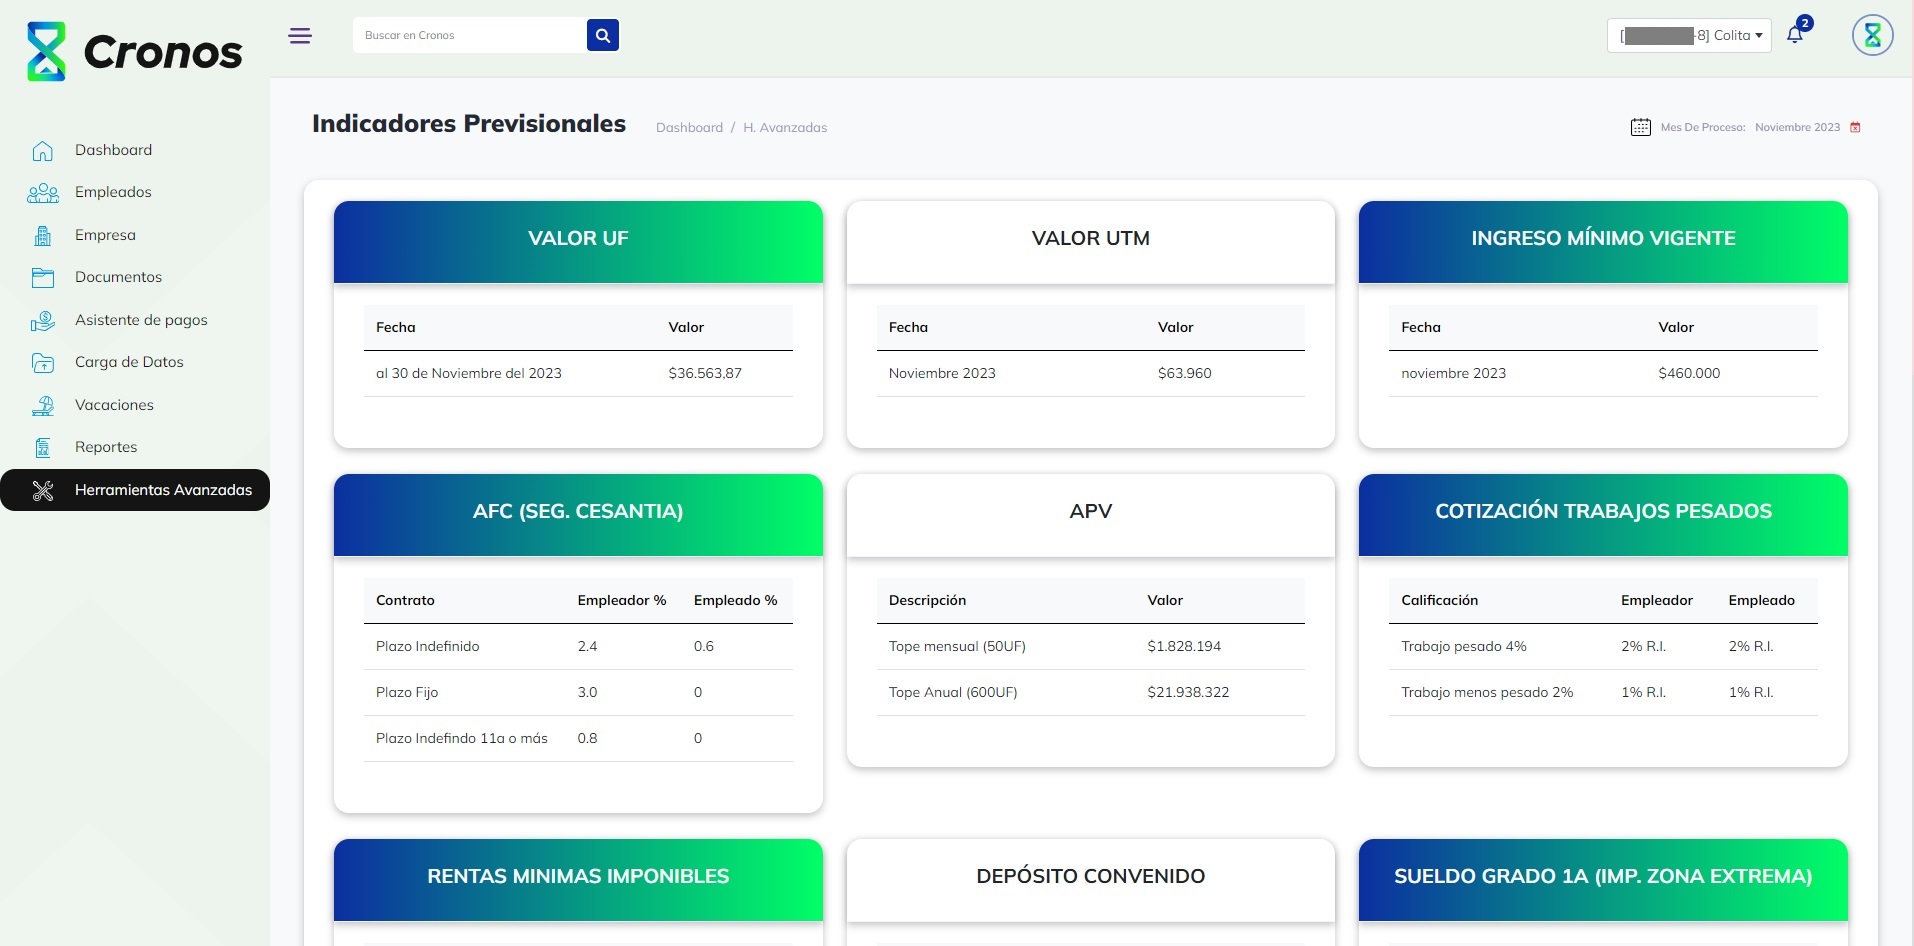 Cronos
Buscar en Cronos
[ -8] Colita
2
Indicadores Previsionales
Dashboard / H. Avanzadas
Mes De Proceso: Noviembre 2023
Dashboard
Empleados
Empresa
Documentos
Asistente de pagos
Carga de Datos
Vacaciones
Reportes
Herramientas Avanzadas
VALOR UF
Fecha Valor
al 30 de Noviembre del 2023 $36.563,87
VALOR UTM
Fecha Valor
Noviembre 2023 $63.960
INGRESO MÍNIMO VIGENTE
Fecha Valor
noviembre 2023 $460.000
AFC (SEG. CESANTIA)
Contrato Empleador % Empleado %
Plazo Indefinido 2.4 0.6
Plazo Fijo 3.0 0
Plazo Indefindo 11a o más 0.8 0
APV
Descripción Valor
Tope mensual (50UF) $1.828.194
Tope Anual (600UF) $21.938.322
COTIZACIÓN TRABAJOS PESADOS
Calificación Empleador Empleado
Trabajo pesado 4% 2% R.I. 2% R.I.
Trabajo menos pesado 2% 1% R.I. 1% R.I.
RENTAS MINIMAS IMPONIBLES
DEPÓSITO CONVENIDO
SUELDO GRADO 1A (IMP. ZONA EXTREMA)